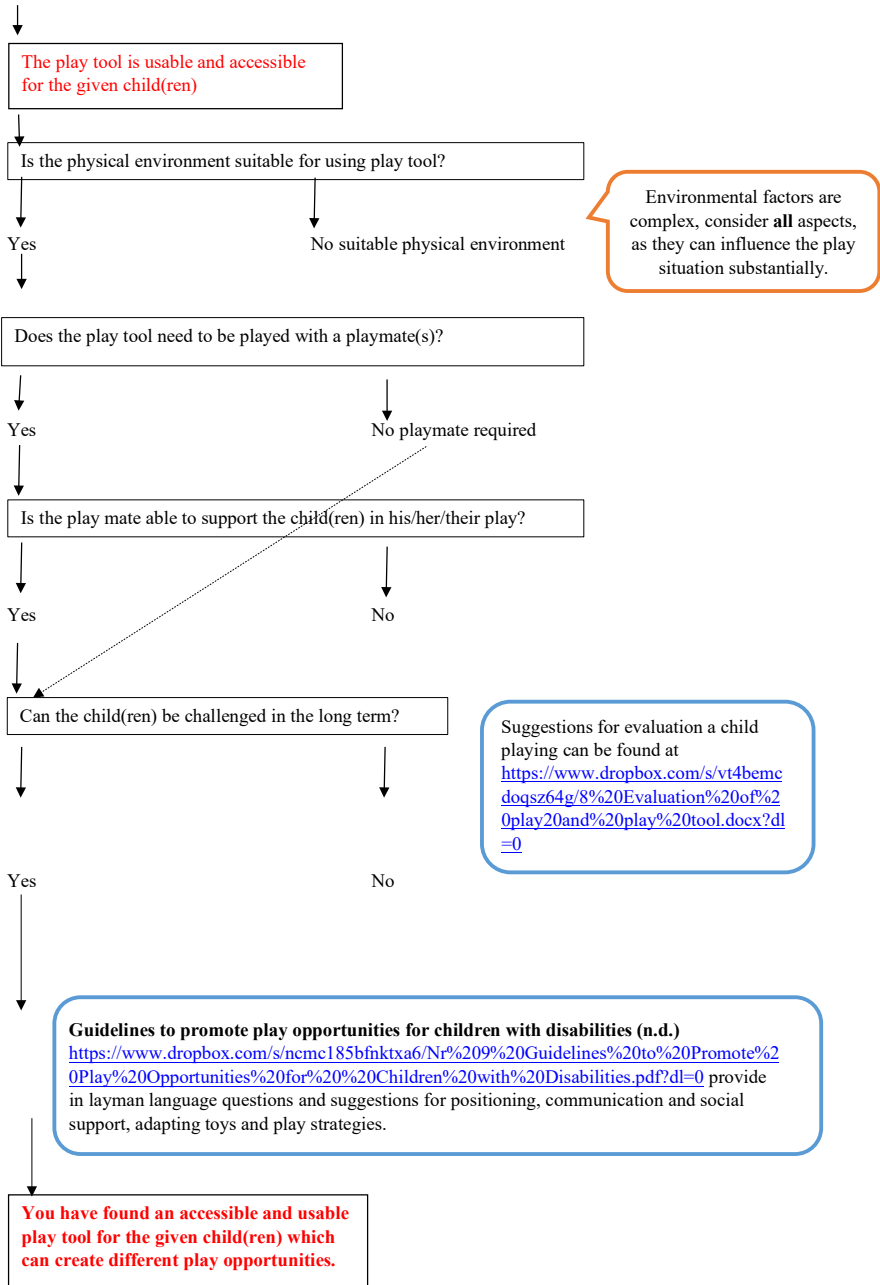 The play tool is usable and accessible
for the given child(ren)
Is the physical environment suitable for using play tool?
Environmental factors are
complex, consider all aspects,
as they can influence the play
situation substantially.
Yes
No suitable physical environment
Does the play tool need to be played with a playmate(s)?
Yes
No playmate required
Is the play mate able to support the child(ren) in his/her/their play?
Yes
No
Can the child(ren) be challenged in the long term?
Suggestions for evaluation a child
playing can be found at
https://www.dropbox.com/s/vt4bemc
doqsz64g/8%20Evaluation%20of%2
0play20and%20play%20tool.docx?dl
=0
Yes
No
Guidelines to promote play opportunities for children with disabilities (n.d.)
https://www.dropbox.com/s/ncmc185bfnktxa6/Nr%209%20Guidelines%20to%20Promote%2
0Play%20Opportunities%20for%20%20Children%20with%20Disabilities.pdf?dl=0 provide
in layman language questions and suggestions for positioning, communication and social
support, adapting toys and play strategies.
You have found an accessible and usable
play tool for the given child(ren) which
can create different play opportunities.